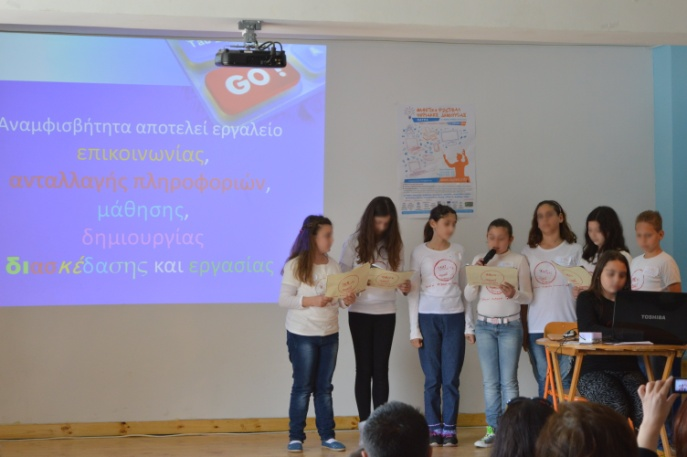 GO!
Αναμφισβήτητα αποτελεί εργαλείο
επικοινωνίας,
ανταλλαγής πληροφοριών,
μάθησης,
δημιουργίας
διασκέδασης και εργασίας
TOSHIBA